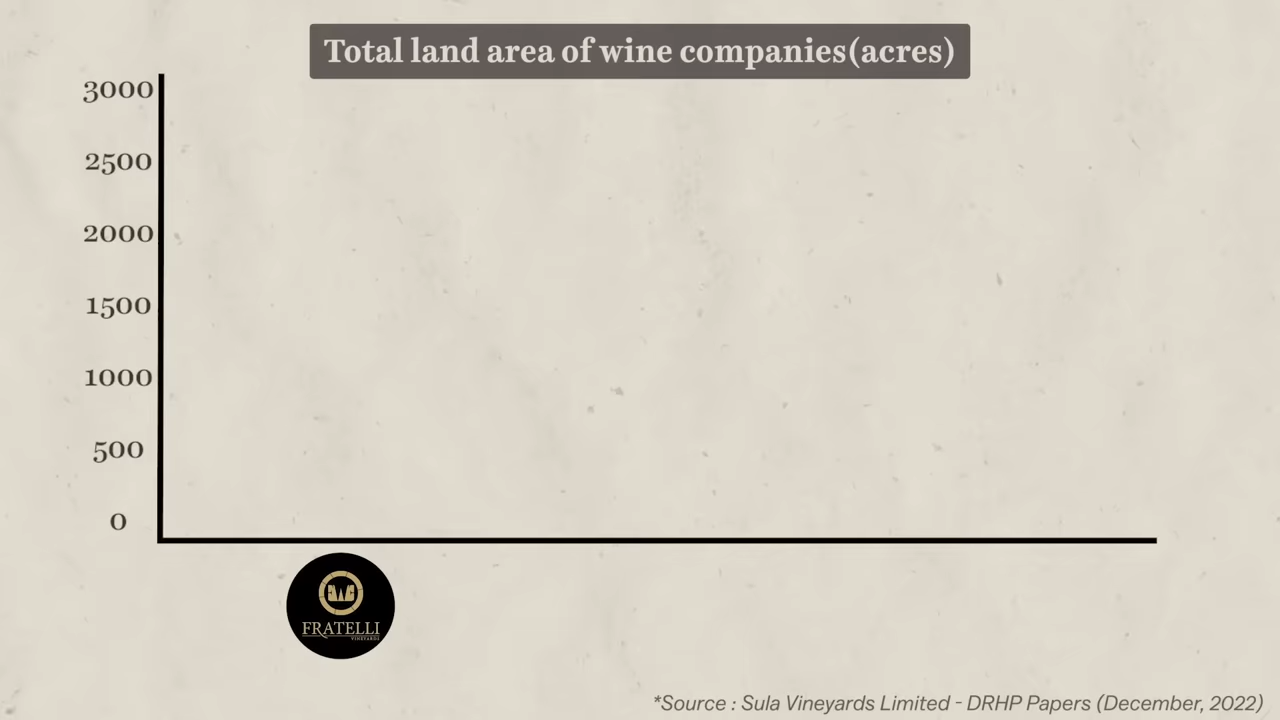 Total land area of wine companies(acres)
3000
2500
2000
1500
1000
500
0
FRATELLI
VINEYARDS
*Source : Sula Vineyards Limited - DRHP Papers (December, 2022)